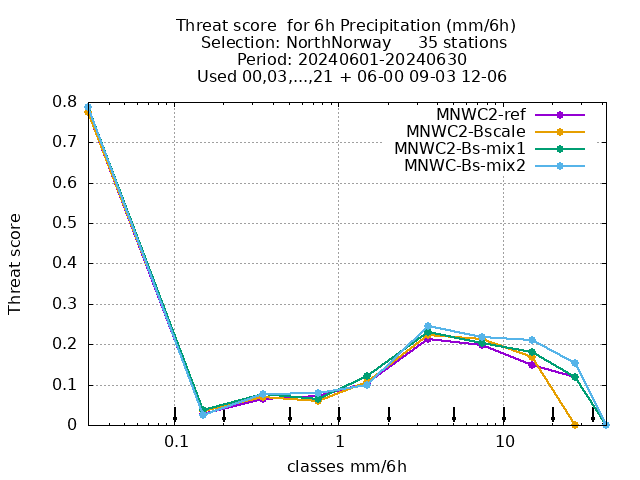 Threat score  for 6h Precipitation (mm/6h)
Selection: NorthNorway     35 stations
Period: 20240601-20240630
Used 00,03,...,21 + 06-00 09-03 12-06
MNWC2-ref
MNWC2-Bscale
MNWC2-Bs-mix1
MNWC-Bs-mix2
Threat score
0.8
0.7
0.6
0.5
0.4
0.3
0.2
0.1
0
0.1 1 10
classes mm/6h